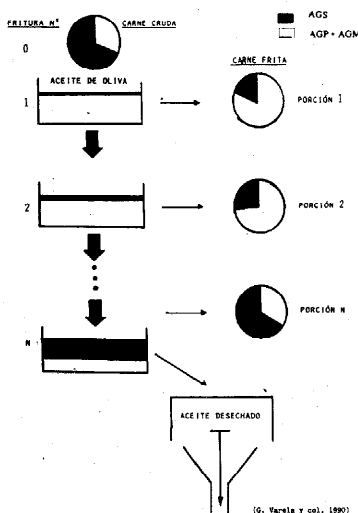 FRITURA Nº
CARNE CRUDA
AGS
AGP + AGM
0
ACEITE DE OLIVA
CARNE FRITA
1
PORCIÓN 1
2
PORCIÓN 2
PORCIÓN N
N
ACEITE DESECHADO
(G. Varela y col. 1990)